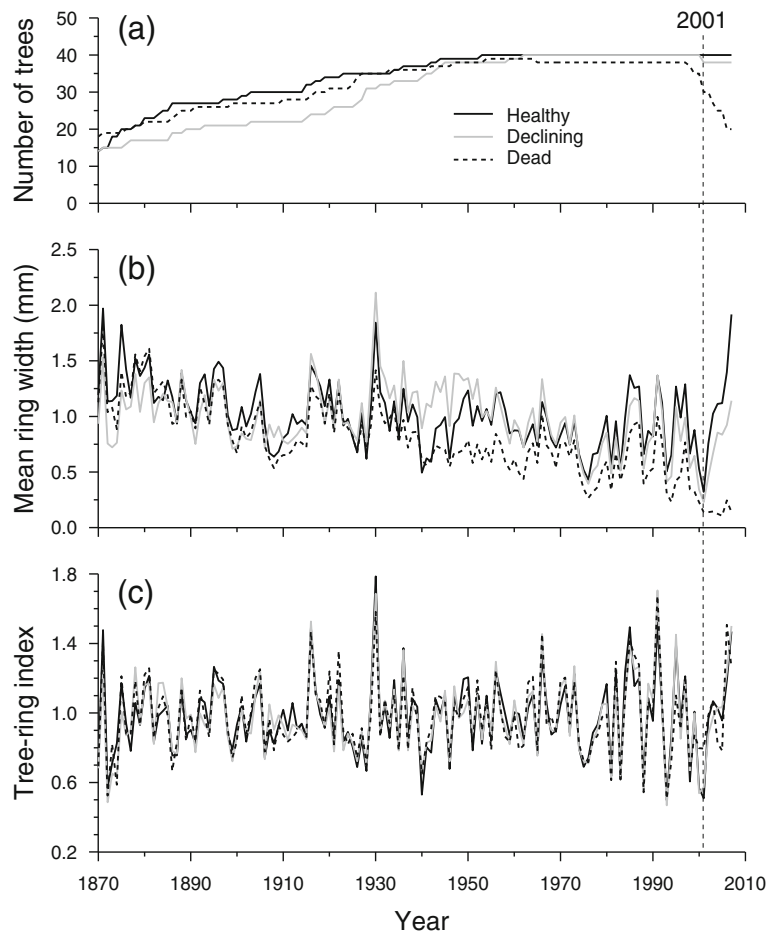 2001
(a)
Number of trees
50
40
30
20
10
0
Healthy
Declining
Dead
(b)
Mean ring width (mm)
2.5
2.0
1.5
1.0
0.5
0.0
(c)
Tree-ring index
1.8
1.4
1.0
0.6
0.2
1870 1890 1910 1930 1950 1970 1990 2010
Year